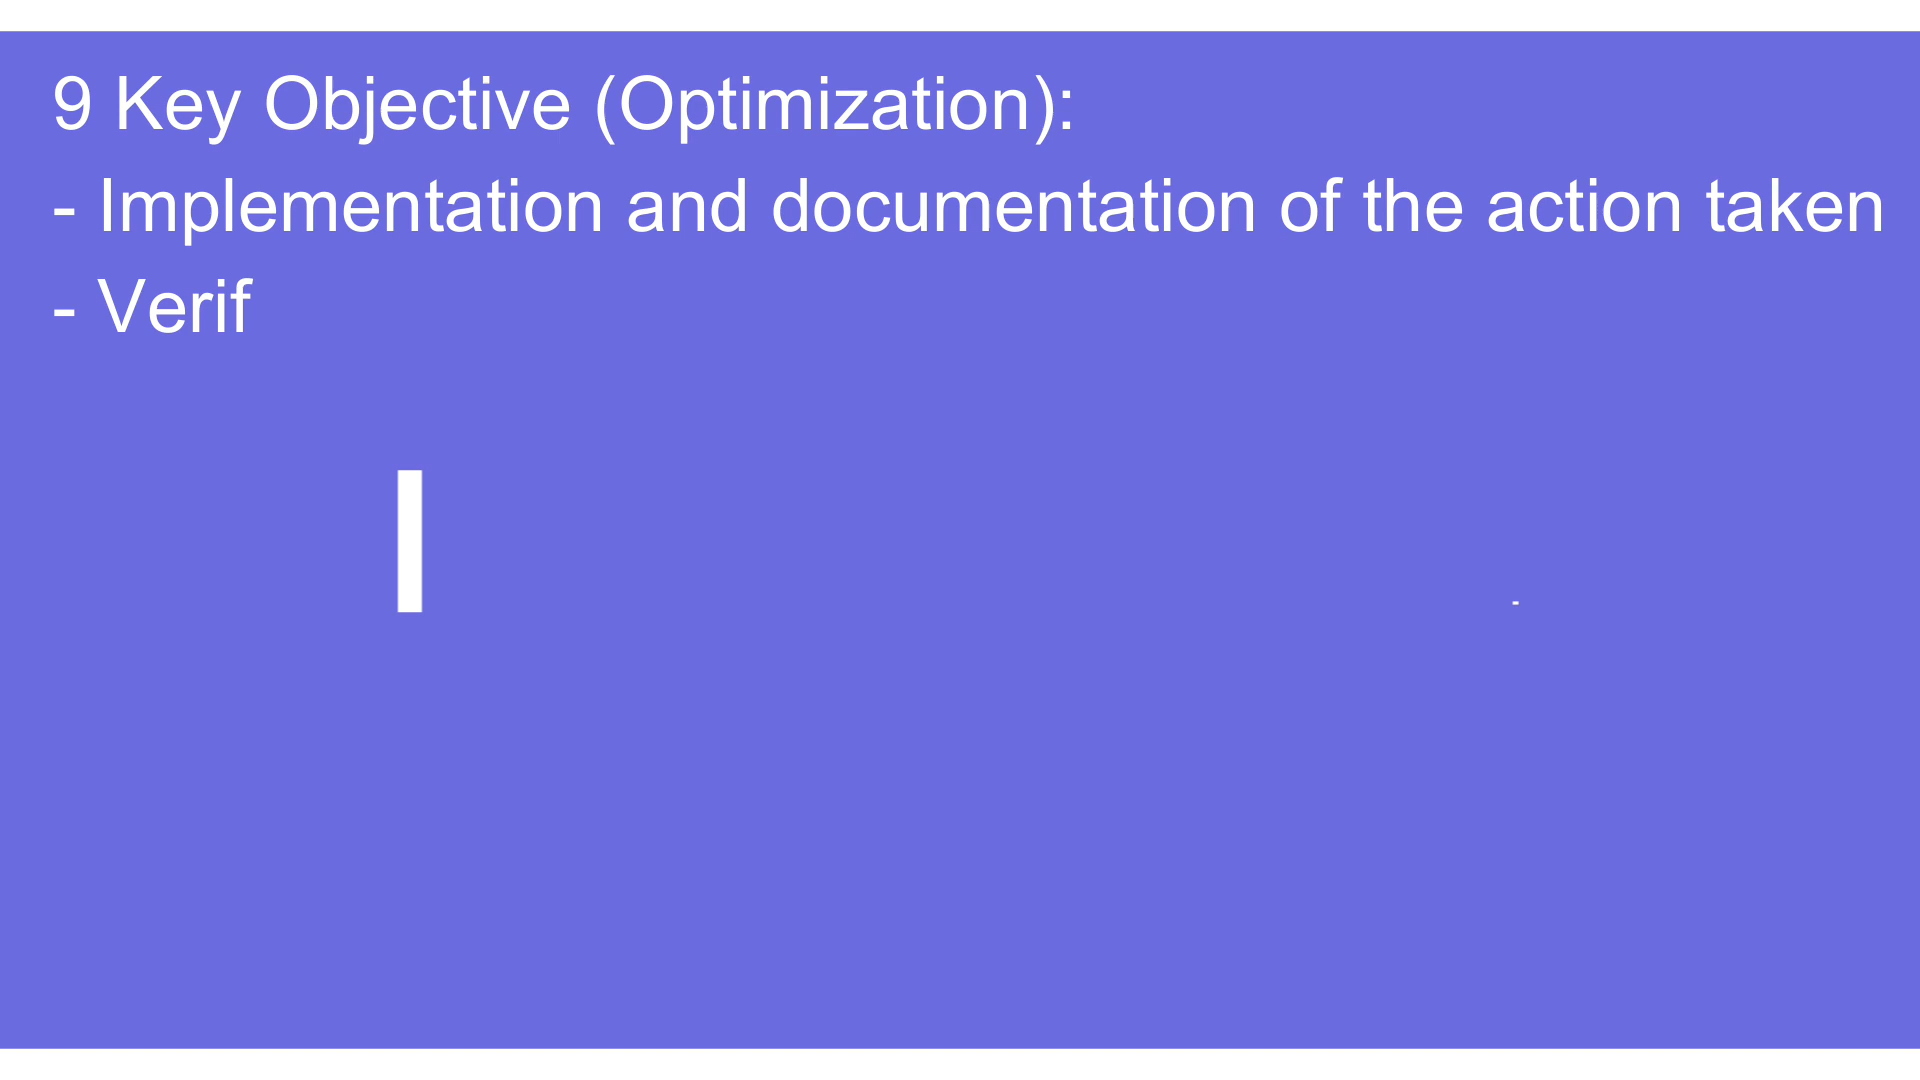 9 Key Objective (Optimization):
- Implementation and documentation of the action taken
- Verif